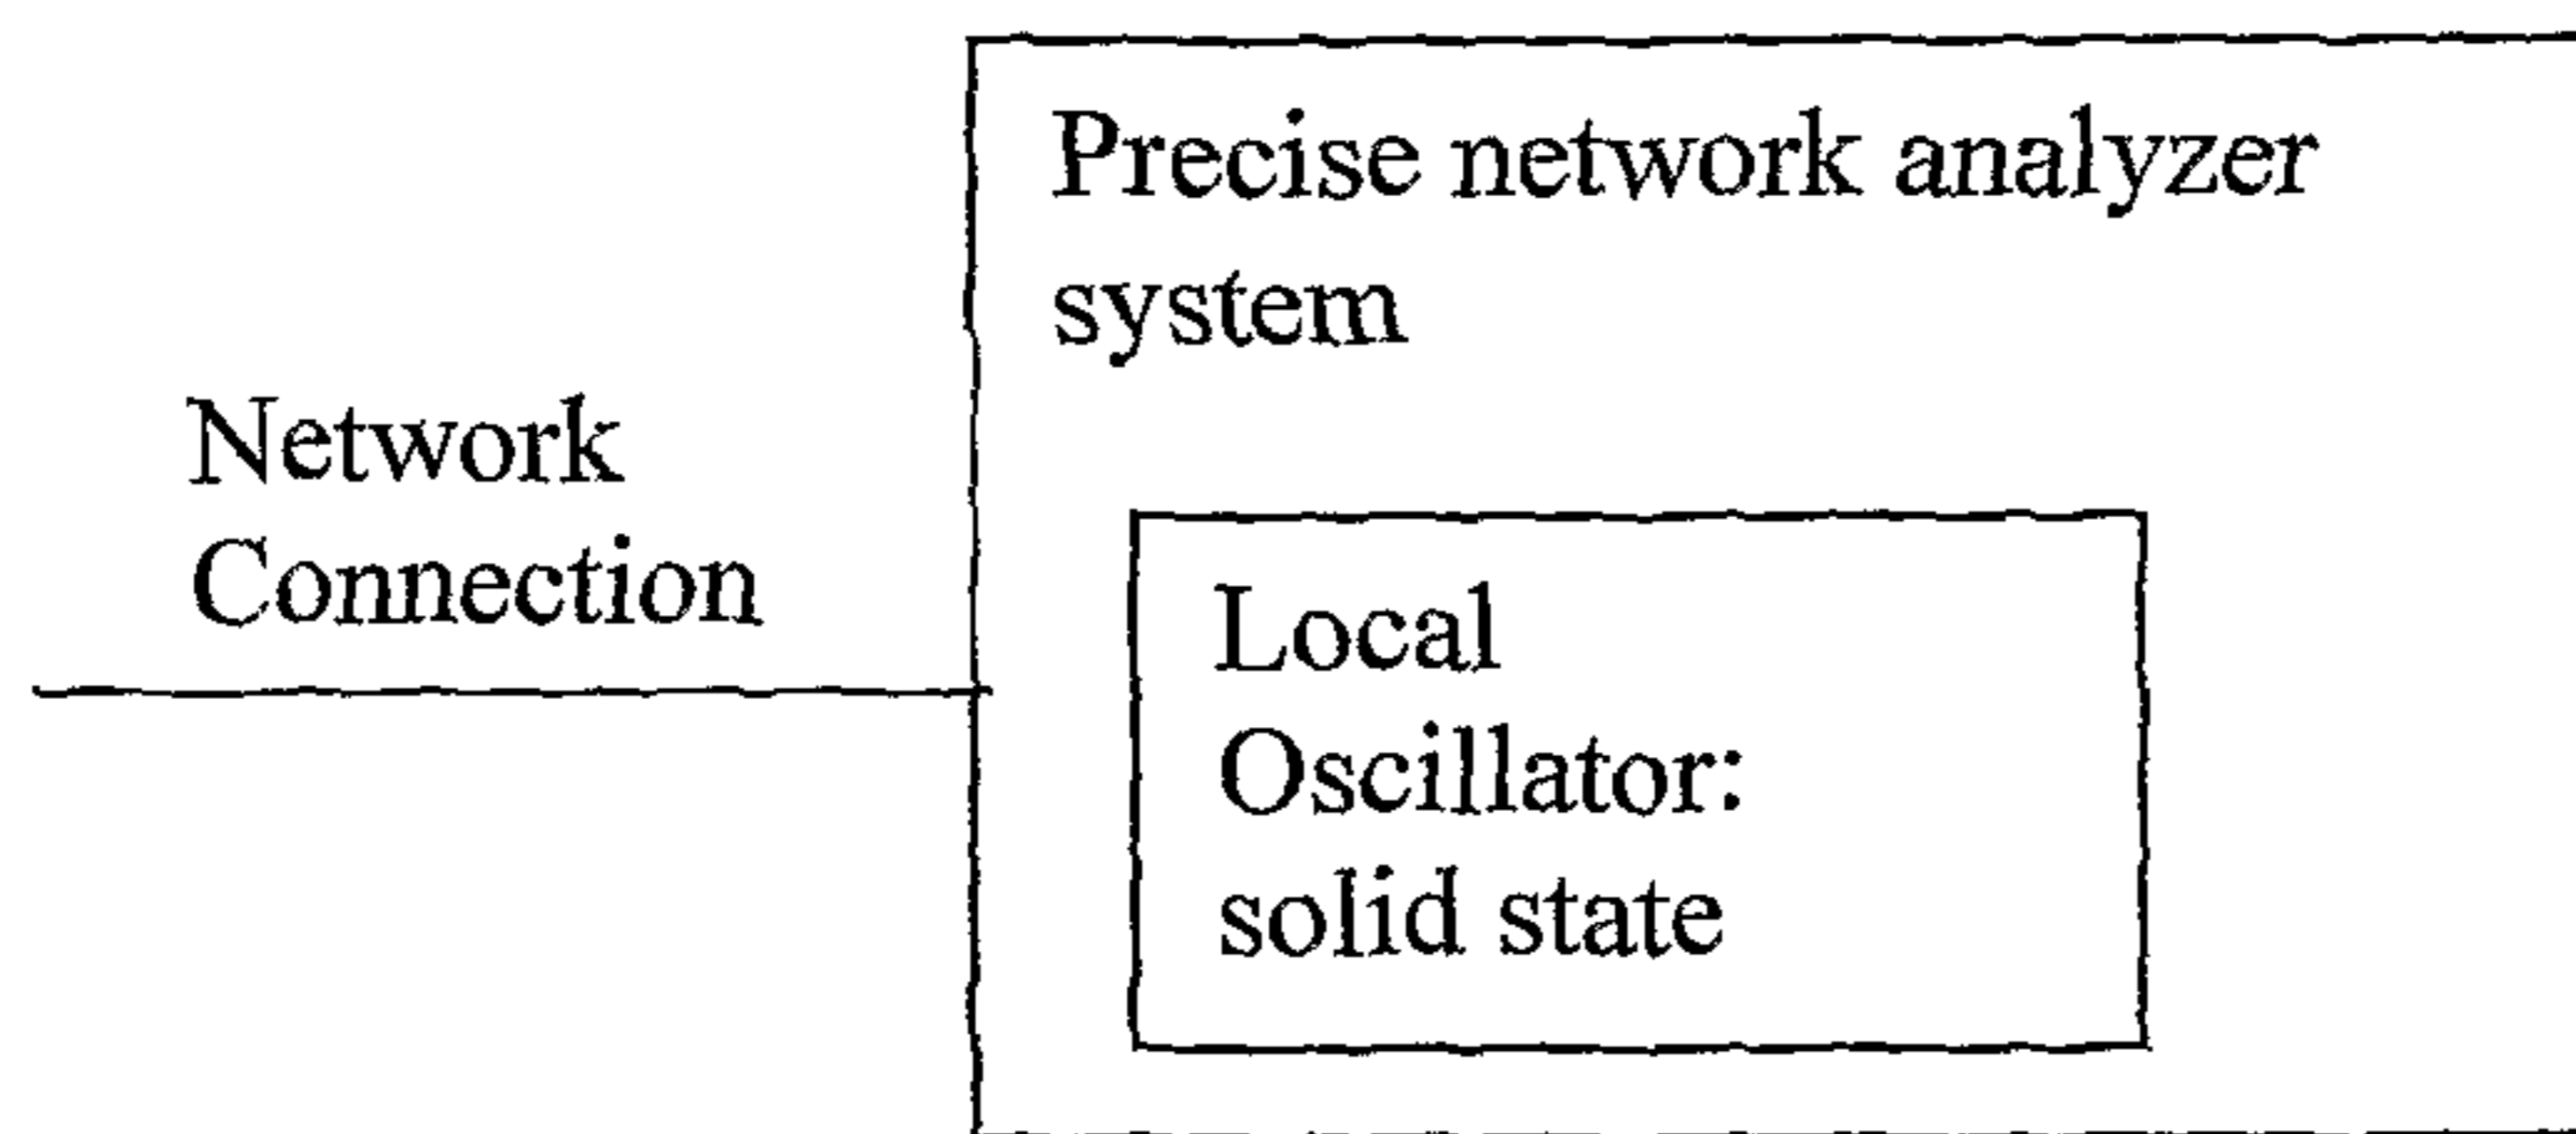 Precise network analyzer
system
Network
Connection
Local
Oscillator:
solid state